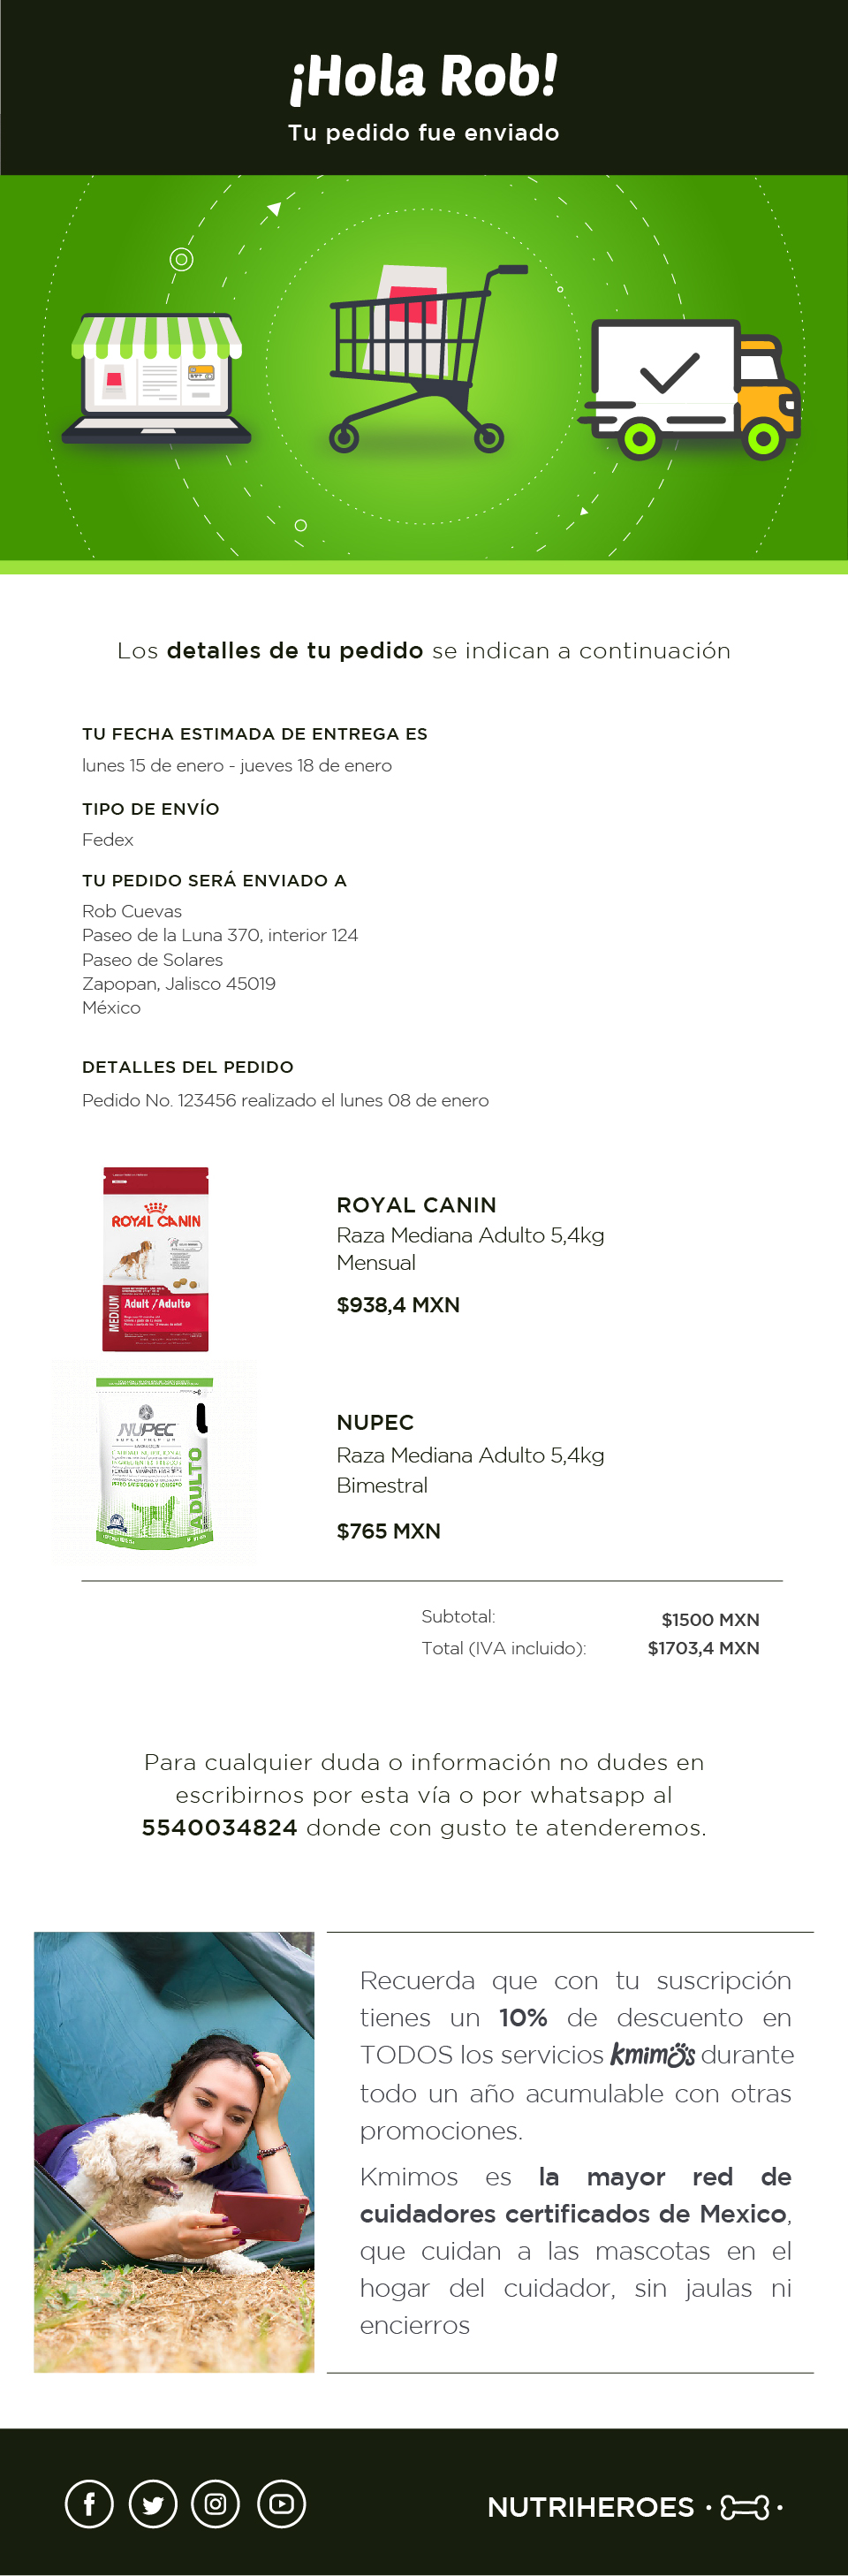 ¡Hola Rob!
Tu pedido fue enviado
Los detalles de tu pedido se indican a continuación
TU FECHA ESTIMADA DE ENTREGA ES
lunes 15 de enero - jueves 18 de enero
TIPO DE ENVÍO
Fedex
TU PEDIDO SERÁ ENVIADO A
Rob Cuevas
Paseo de la Luna 370, interior 124
Paseo de Solares
Zapopan, Jalisco 45019
México
DETALLES DEL PEDIDO
Pedido No. 123456 realizado el lunes 08 de enero
ROYAL CANIN
MEDIUM
Adult / Adulto
ROYAL CANIN
Raza Mediana Adulto 5,4kg
Mensual
$938,4 MXN
NUPEC
ADULTO
NUPEC
Raza Mediana Adulto 5,4kg
Bimestral
$765 MXN
Subtotal: $1500 MXN
Total (IVA incluido): $1703,4 MXN
Para cualquier duda o información no dudes en
escribirnos por esta vía o por whatsapp al
5540034824 donde con gusto te atenderemos.
Recuerda que con tu suscripción
tienes un 10% de descuento en
TODOS los servicios kmimos durante
todo un año acumulable con otras
promociones.
Kmimos es la mayor red de
cuidadores certificados de Mexico,
que cuidan a las mascotas en el
hogar del cuidador, sin jaulas ni
encierros
NUTRIHEROES